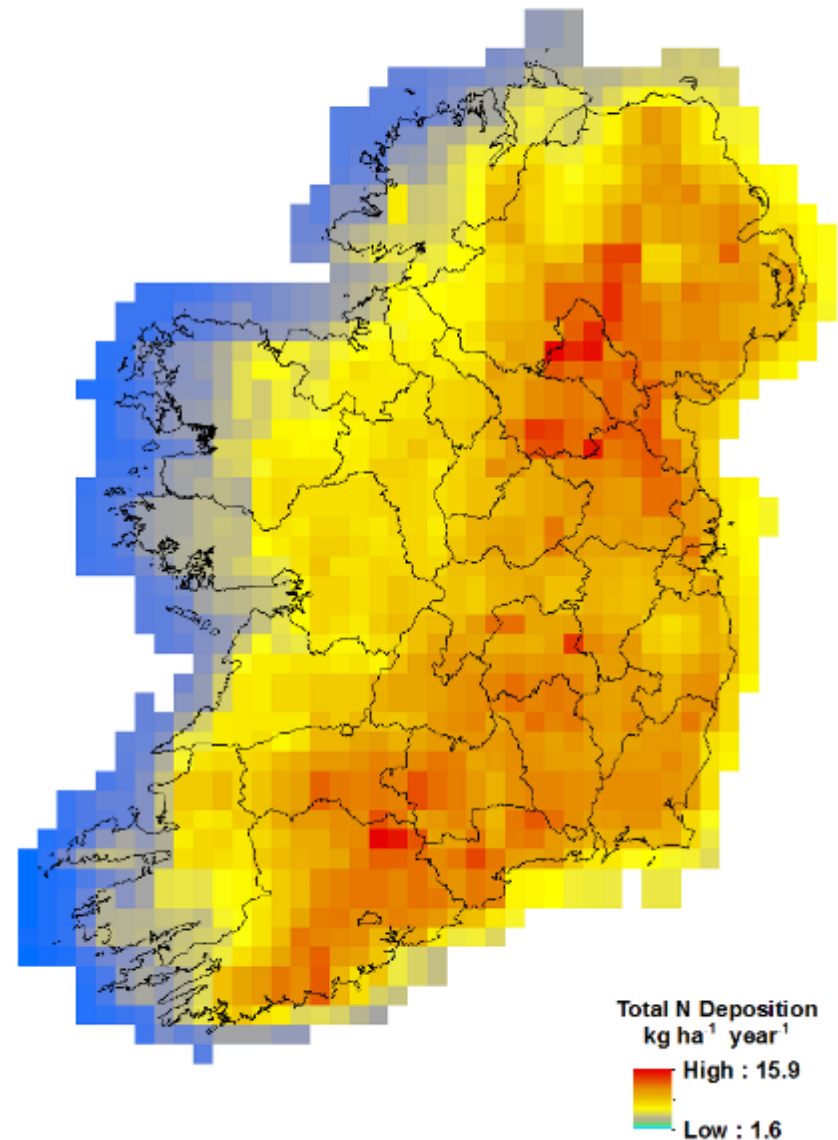 Total N Deposition
kg ha⁻¹ year⁻¹
High : 15.9
Low : 1.6